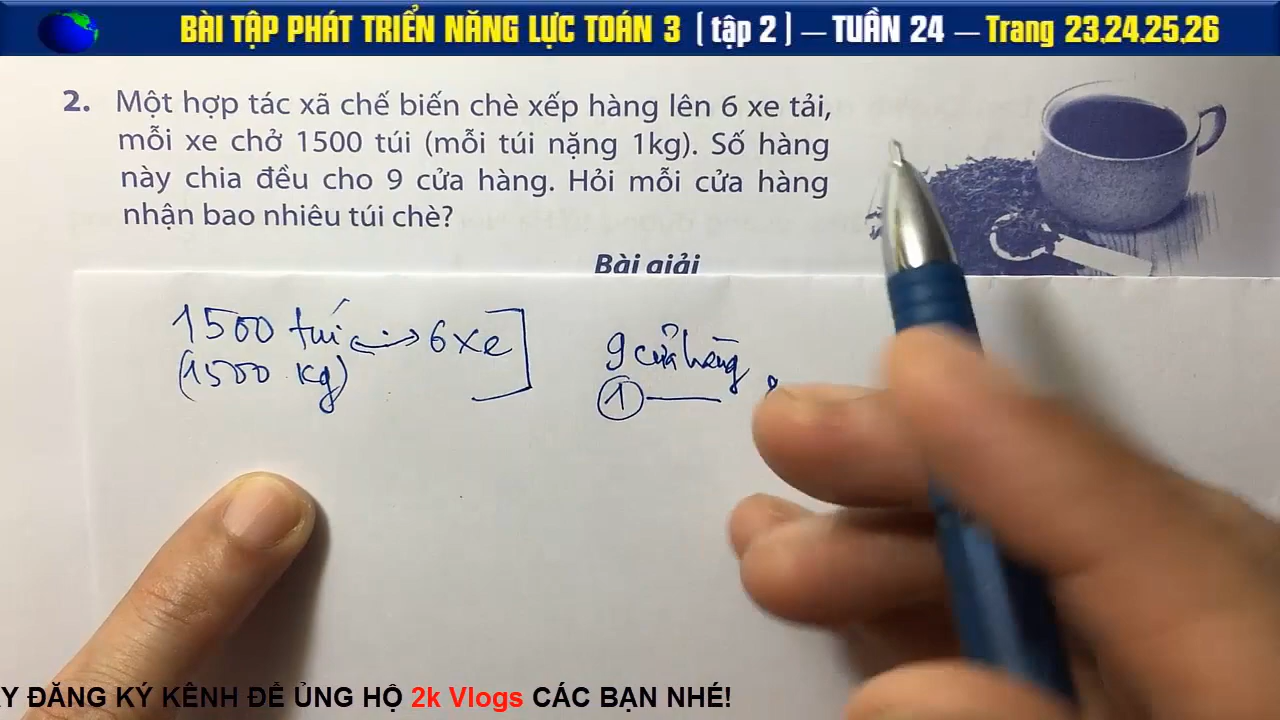 BÀI TẬP PHÁT TRIỂN NĂNG LỰC TOÁN 3 ( tập 2 ) – TUẦN 24 – Trang 23,24,25,26
2. Một hợp tác xã chế biến chè xếp hàng lên 6 xe tải,
mỗi xe chở 1500 túi (mỗi túi nặng 1kg). Số hàng
này chia đều cho 9 cửa hàng. Hỏi mỗi cửa hàng
nhận bao nhiêu túi chè?
Bài giải
1500 túi ⟷ 6 xe]
(1500 kg)
9 cửa hàng
1 —
Y ĐĂNG KÝ KÊNH ĐỂ ỦNG HỘ 2k Vlogs CÁC BẠN NHÉ!